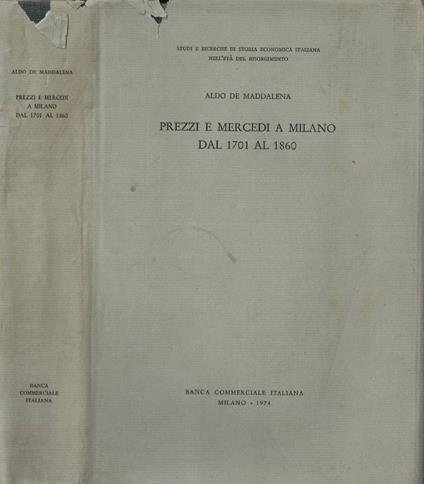 ALDO DE MADDALENA
PREZZI E MERCEDI
A MILANO
DAL 1701 AL 1860
BANCA
COMMERCIALE
ITALIANA
STUDI E RICERCHE DI STORIA ECONOMICA ITALIANA
NELL'ETÀ DEL RISORGIMENTO
ALDO DE MADDALENA
PREZZI E MERCEDI A MILANO
DAL 1701 AL 1860
BANCA COMMERCIALE ITALIANA
MILANO - 1974